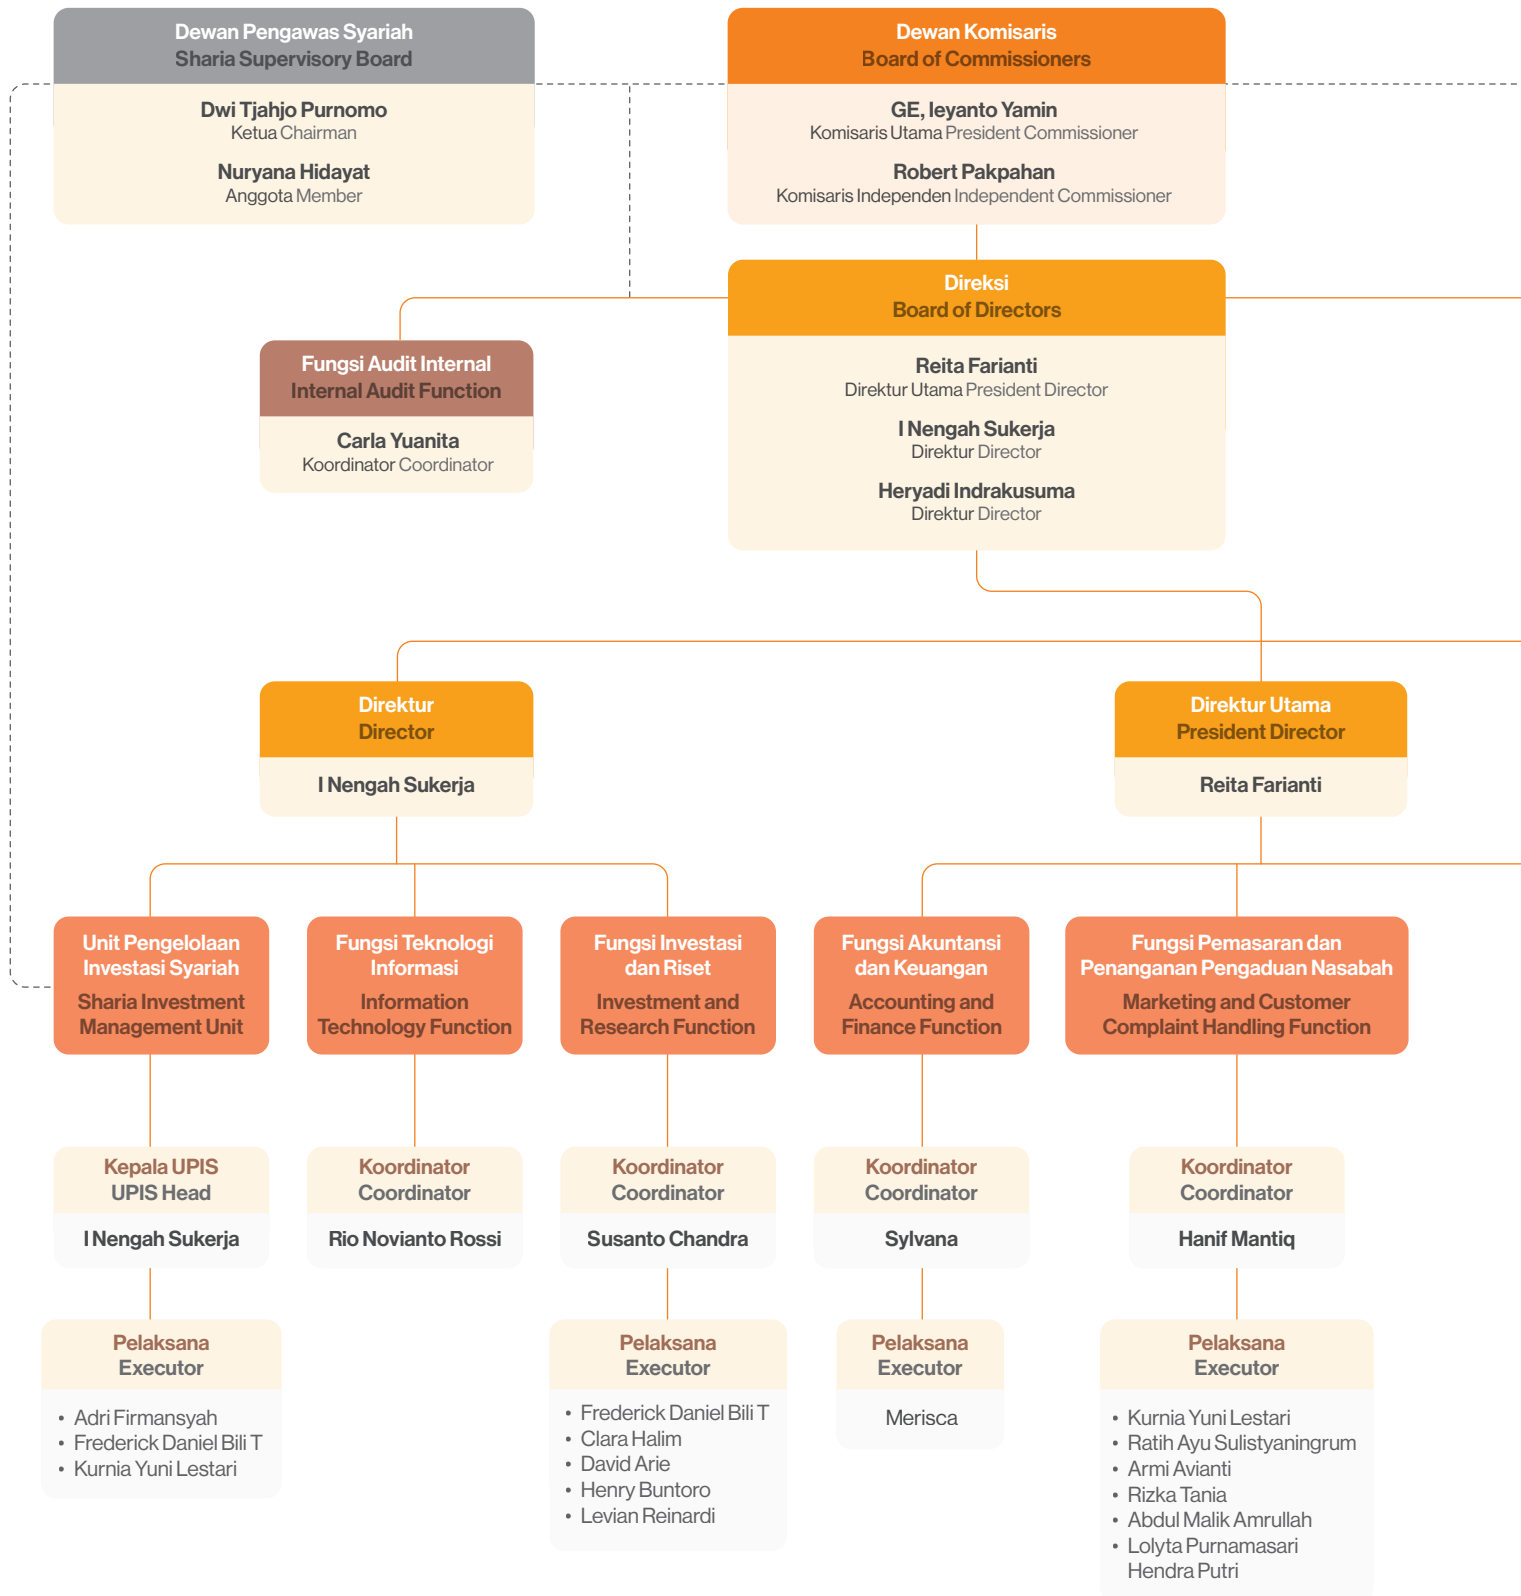 Dewan Pengawas Syariah
Sharia Supervisory Board
Dwi Tjahjo Purnomo
Ketua Chairman
Nuryana Hidayat
Anggota Member
Dewan Komisaris
Board of Commissioners
GE, Ieyanto Yamin
Komisaris Utama President Commissioner
Robert Pakpahan
Komisaris Independen Independent Commissioner
Direksi
Board of Directors
Reita Farianti
Direktur Utama President Director
I Nengah Sukerja
Direktur Director
Heryadi Indrakusuma
Direktur Director
Fungsi Audit Internal
Internal Audit Function
Carla Yuanita
Koordinator Coordinator
Direktur
Director
I Nengah Sukerja
Direktur Utama
President Director
Reita Farianti
Unit Pengelolaan
Investasi Syariah
Sharia Investment
Management Unit
Fungsi Teknologi
Informasi
Information
Technology Function
Fungsi Investasi
dan Riset
Investment and
Research Function
Fungsi Akuntansi
dan Keuangan
Accounting and
Finance Function
Fungsi Pemasaran dan
Penanganan Pengaduan Nasabah
Marketing and Customer
Complaint Handling Function
Kepala UPIS
UPIS Head
I Nengah Sukerja
Koordinator
Coordinator
Rio Novianto Rossi
Koordinator
Coordinator
Susanto Chandra
Koordinator
Coordinator
Sylvana
Koordinator
Coordinator
Hanif Mantiq
Pelaksana
Executor
• Adri Firmansyah
• Frederick Daniel Bili T
• Kurnia Yuni Lestari
Pelaksana
Executor
• Frederick Daniel Bili T
• Clara Halim
• David Arie
• Henry Buntoro
• Levian Reinardi
Pelaksana
Executor
Merisca
Pelaksana
Executor
• Kurnia Yuni Lestari
• Ratih Ayu Sulistyaningrum
• Armi Avianti
• Rizka Tania
• Abdul Malik Amrullah
• Lolyta Purnamasari
Hendra Putri